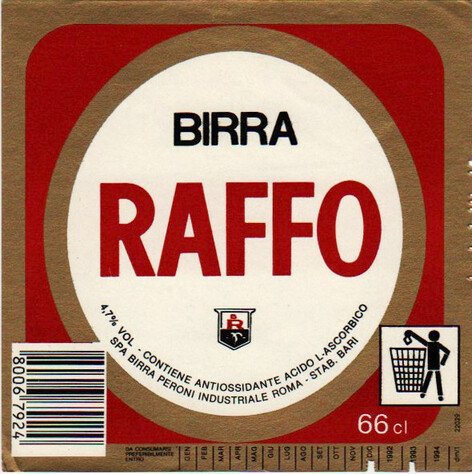 BIRRA
RAFFO
4,7% VOL - CONTIENE ANTIOSSIDANTE ACIDO L-ASCORBICO
SPA BIRRA PERONI INDUSTRIALE ROMA - STAB. BARI
8006 7924
66 cl
DA CONSUMARSI
PREFERIBILMENTE
ENTRO
GEN FEB MAR APR MAG GIU LUG AGO SET OTT NOV DIC 1992 1993 1994
22020